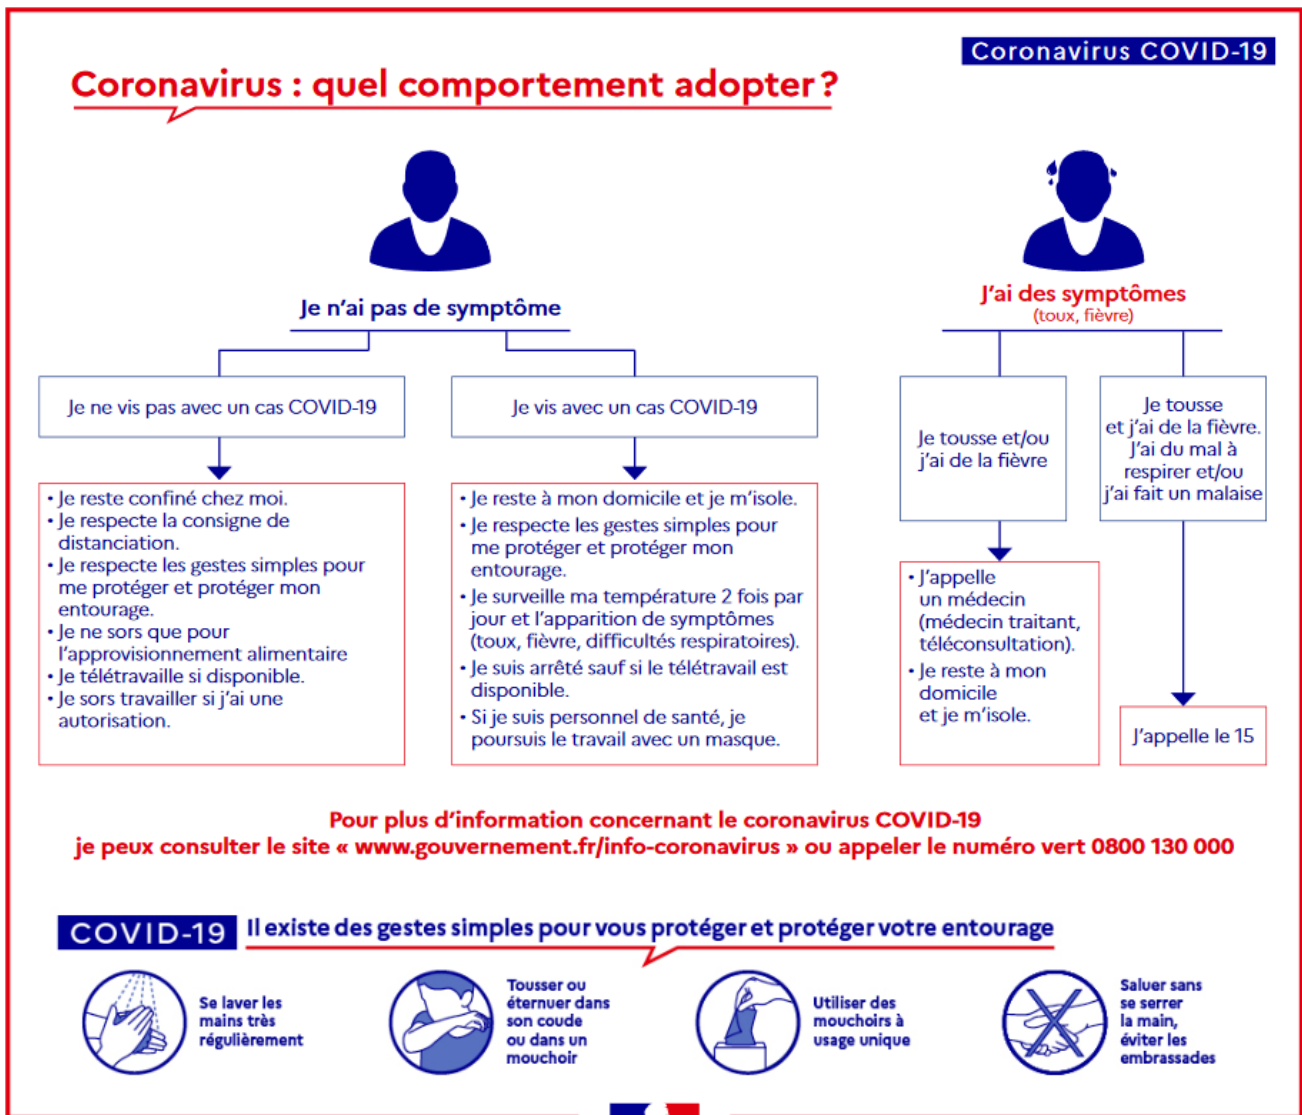 Coronavirus COVID-19
Coronavirus : quel comportement adopter ?
Je n'ai pas de symptôme
J'ai des symptômes
(toux, fièvre)
Je ne vis pas avec un cas COVID-19
Je vis avec un cas COVID-19
Je tousse et/ou
j'ai de la fièvre
Je tousse
et j'ai de la fièvre.
J'ai du mal à
respirer et/ou
j'ai fait un malaise
• Je reste confiné chez moi.
• Je respecte la consigne de
distanciation.
• Je respecte les gestes simples pour
me protéger et protéger mon
entourage.
• Je ne sors que pour
l'approvisionnement alimentaire
• Je télétravaille si disponible.
• Je sors travailler si j'ai une
autorisation.
• Je reste à mon domicile et je m'isole.
• Je respecte les gestes simples pour
me protéger et protéger mon
entourage.
• Je surveille ma température 2 fois par
jour et l'apparition de symptômes
(toux, fièvre, difficultés respiratoires).
• Je suis arrêté sauf si le télétravail est
disponible.
• Si je suis personnel de santé, je
poursuis le travail avec un masque.
• J'appelle
un médecin
(médecin traitant,
téléconsultation).
• Je reste à mon
domicile
et je m'isole.
J'appelle le 15
Pour plus d'information concernant le coronavirus COVID-19
je peux consulter le site « www.gouvernement.fr/info-coronavirus » ou appeler le numéro vert 0800 130 000
COVID-19 Il existe des gestes simples pour vous protéger et protéger votre entourage
Se laver les
mains très
régulièrement
Tousser ou
éternuer dans
son coude
ou dans un
mouchoir
Utiliser des
mouchoirs à
usage unique
Saluer sans
se serrer
la main,
éviter les
embrassades